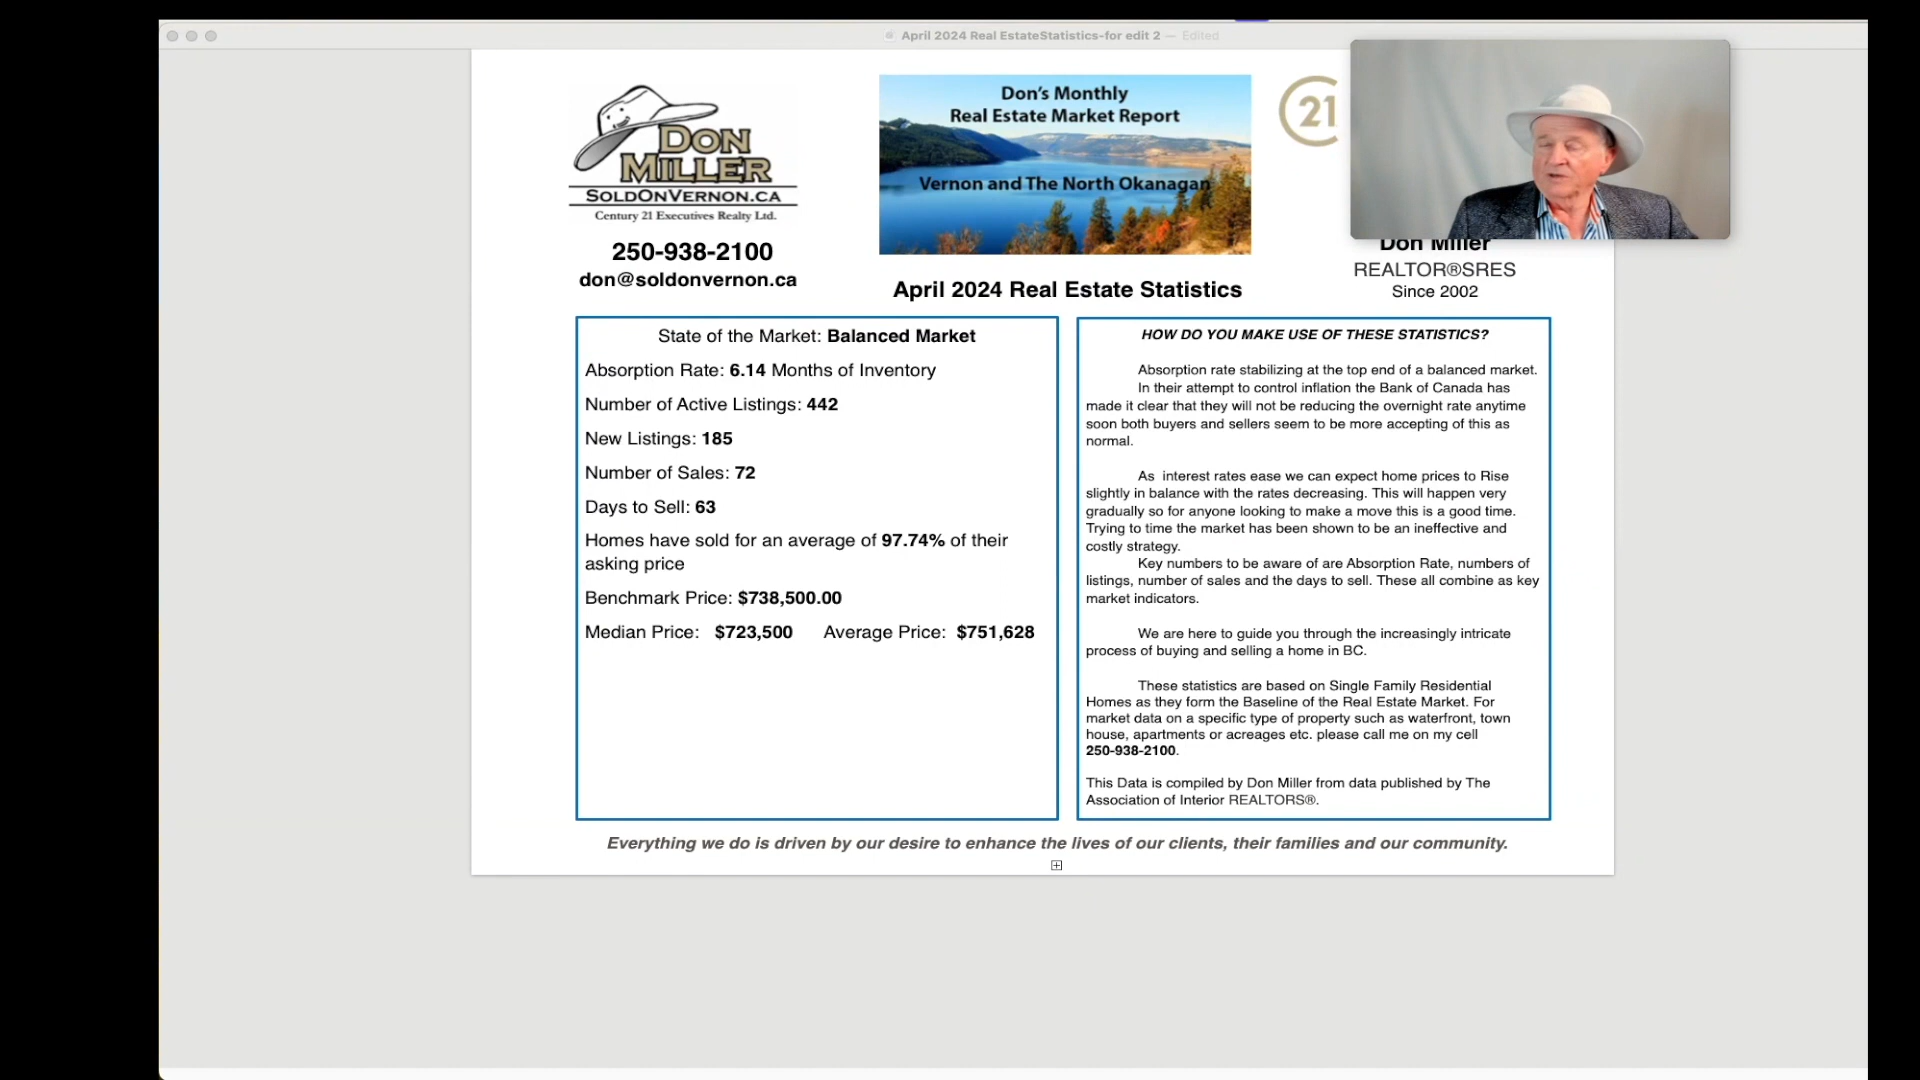 April 2024 Real EstateStatistics-for edit 2 — Edited
DON
MILLER
SOLDONVERNON.CA
Century 21 Executives Realty Ltd.
250-938-2100
don@soldonvernon.ca
Don's Monthly
Real Estate Market Report
Vernon and The North Okanagan
April 2024 Real Estate Statistics
21
Don Miller
REALTOR®SRES
Since 2002
State of the Market: Balanced Market
Absorption Rate: 6.14 Months of Inventory
Number of Active Listings: 442
New Listings: 185
Number of Sales: 72
Days to Sell: 63
Homes have sold for an average of 97.74% of their
asking price
Benchmark Price: $738,500.00
Median Price: $723,500 Average Price: $751,628
HOW DO YOU MAKE USE OF THESE STATISTICS?
Absorption rate stabilizing at the top end of a balanced market.
In their attempt to control inflation the Bank of Canada has
made it clear that they will not be reducing the overnight rate anytime
soon both buyers and sellers seem to be more accepting of this as
normal.
As interest rates ease we can expect home prices to Rise
slightly in balance with the rates decreasing. This will happen very
gradually so for anyone looking to make a move this is a good time.
Trying to time the market has been shown to be an ineffective and
costly strategy.
Key numbers to be aware of are Absorption Rate, numbers of
listings, number of sales and the days to sell. These all combine as key
market indicators.
We are here to guide you through the increasingly intricate
process of buying and selling a home in BC.
These statistics are based on Single Family Residential
Homes as they form the Baseline of the Real Estate Market. For
market data on a specific type of property such as waterfront, town
house, apartments or acreages etc. please call me on my cell
250-938-2100.
This Data is compiled by Don Miller from data published by The
Association of Interior REALTORS®.
Everything we do is driven by our desire to enhance the lives of our clients, their families and our community.